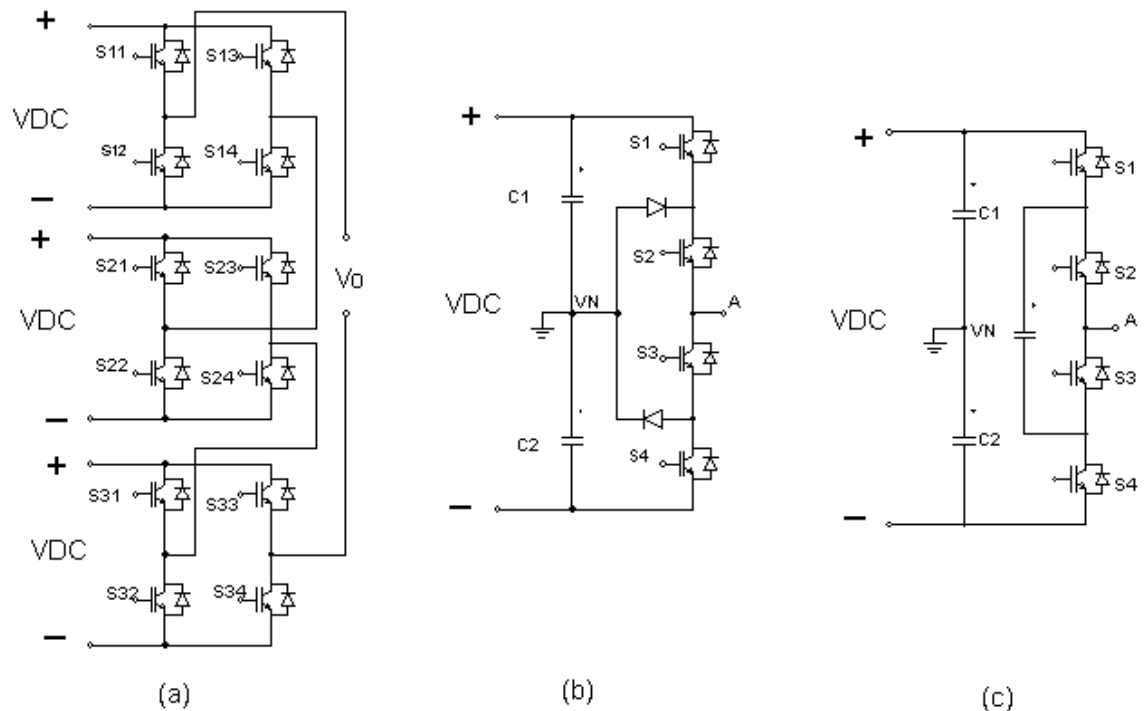 +
S11
S13
VDC
S12
S14
−
+
S21
S23
Vo
VDC
S22
S24
−
+
S31
S33
VDC
S32
S34
−
(a)
+
S1
C1
S2
VDC
VN
A
S3
C2
S4
−
(b)
+
S1
C1
S2
VDC
VN
A
S3
C2
S4
−
(c)